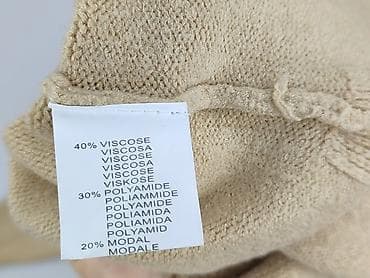 40% VISCOSE
VISCOSA
VISCOSE
VISCOSA
VISCOSE
VISKOSE
30% POLYAMIDE
POLIAMMIDE
POLYAMIDE
POLIAMIDA
POLIAMIDA
POLYAMID
20% MODAL
MODALE